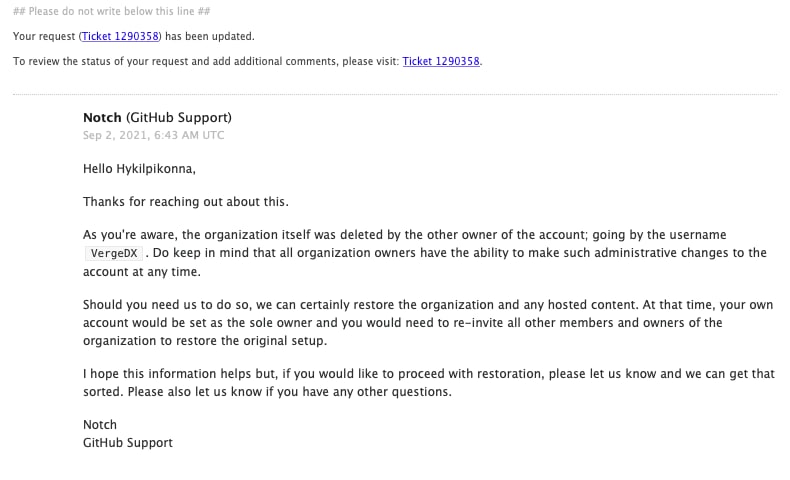 ## Please do not write below this line ##
Your request (Ticket 1290358) has been updated.
To review the status of your request and add additional comments, please visit: Ticket 1290358.
Notch (GitHub Support)
Sep 2, 2021, 6:43 AM UTC
Hello Hykilpikonna,
Thanks for reaching out about this.
As you're aware, the organization itself was deleted by the other owner of the account; going by the username
VergeDX . Do keep in mind that all organization owners have the ability to make such administrative changes to the
account at any time.
Should you need us to do so, we can certainly restore the organization and any hosted content. At that time, your own
account would be set as the sole owner and you would need to re-invite all other members and owners of the
organization to restore the original setup.
I hope this information helps but, if you would like to proceed with restoration, please let us know and we can get that
sorted. Please also let us know if you have any other questions.
Notch
GitHub Support